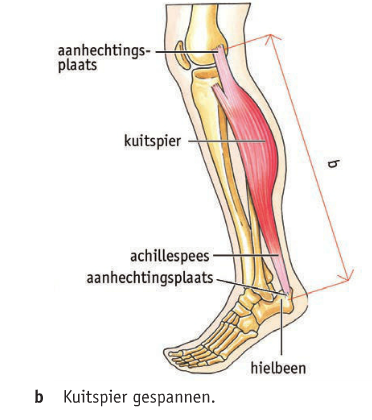 aanhechtings-
plaats
kuitspier
b
achillespees
aanhechtingsplaats
hielbeen
b Kuitspier gespannen.